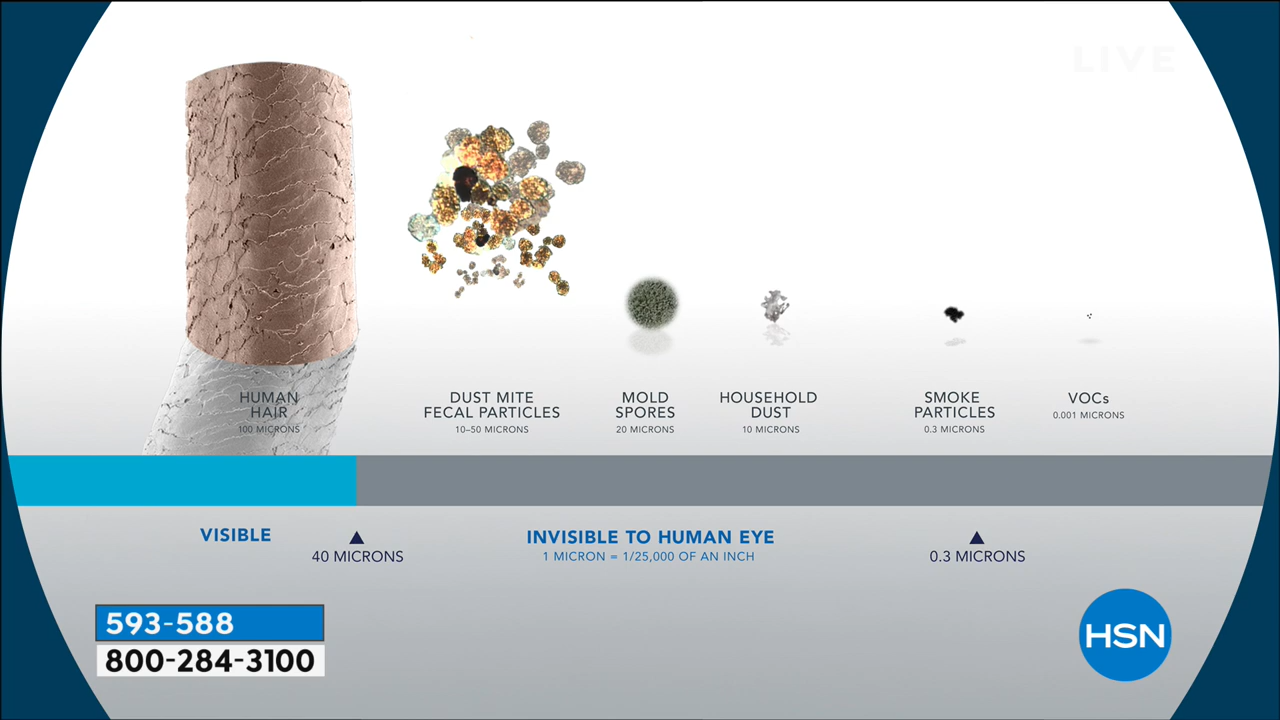 LIVE
HUMAN
HAIR
100 MICRONS
DUST MITE
FECAL PARTICLES
10–50 MICRONS
MOLD
SPORES
20 MICRONS
HOUSEHOLD
DUST
10 MICRONS
SMOKE
PARTICLES
0.3 MICRONS
VOCs
0.001 MICRONS
VISIBLE
40 MICRONS
INVISIBLE TO HUMAN EYE
1 MICRON = 1/25,000 OF AN INCH
0.3 MICRONS
593-588
800-284-3100
HSN